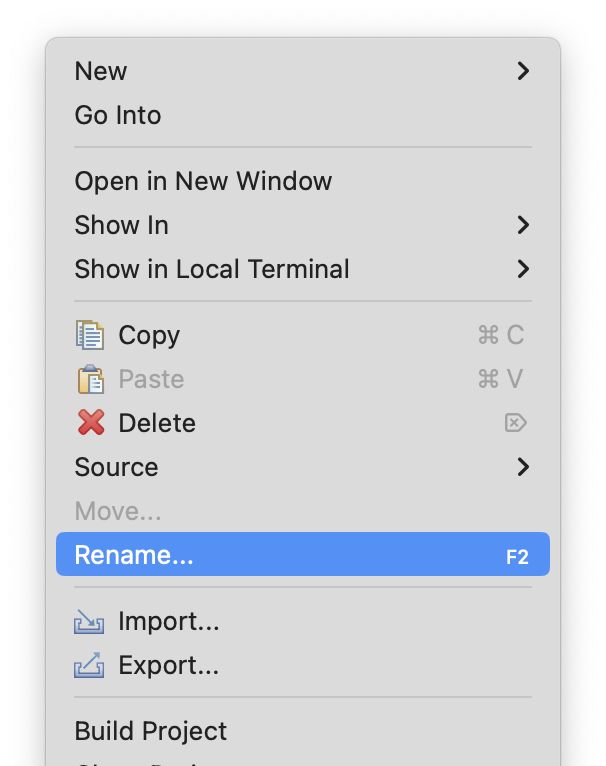 New
Go Into
Open in New Window
Show In
Show in Local Terminal
Copy ⌘ C
Paste ⌘ V
Delete ⌦
Source
Move...
Rename... F2
Import...
Export...
Build Project